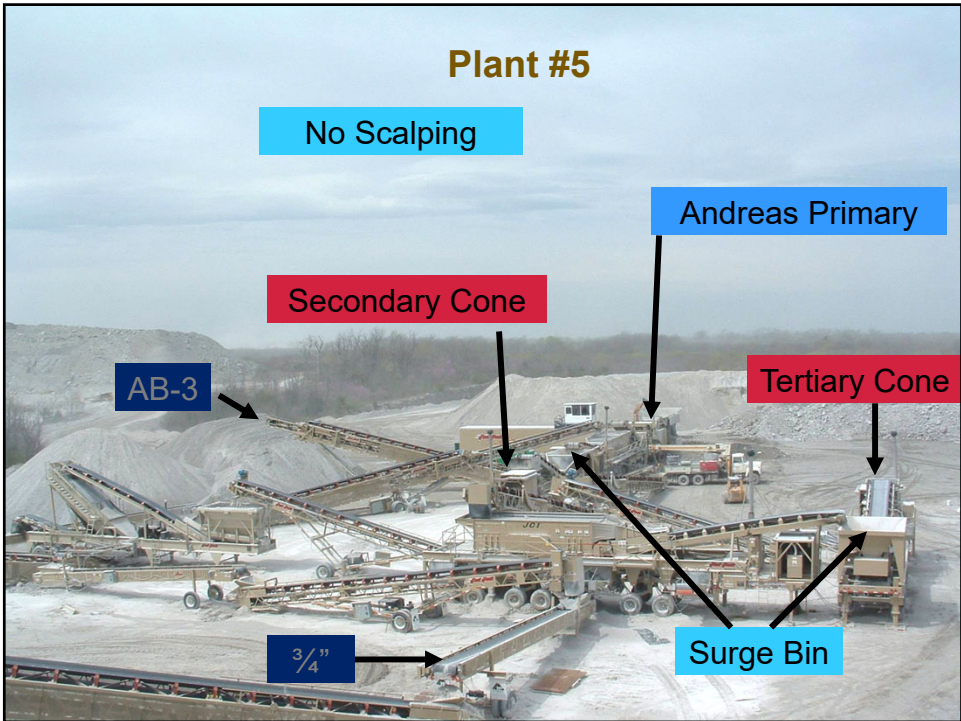 Plant #5
No Scalping
Andreas Primary
Secondary Cone
AB-3
Tertiary Cone
JCI
Surge Bin
¾”